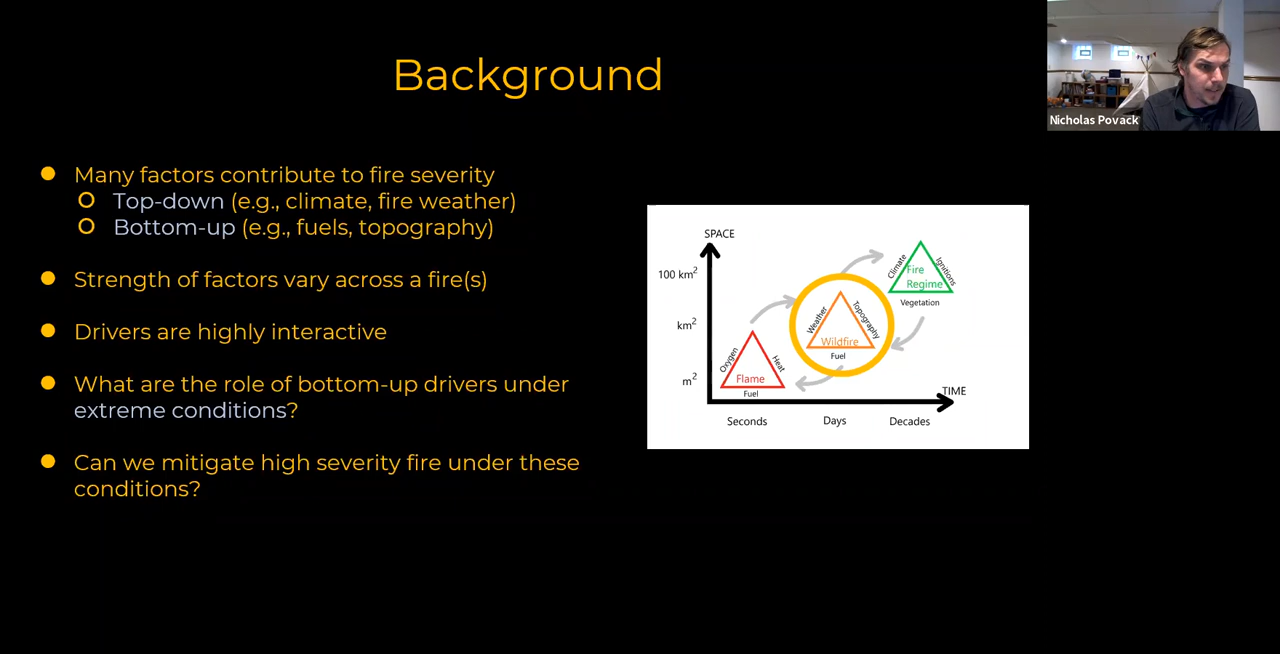 Background
Nicholas Povack
Many factors contribute to fire severity
Top-down (e.g., climate, fire weather)
Bottom-up (e.g., fuels, topography)
Strength of factors vary across a fire(s)
Drivers are highly interactive
What are the role of bottom-up drivers under
extreme conditions?
Can we mitigate high severity fire under these
conditions?
SPACE
100 km²
km²
m²
Oxygen
Heat
Flame
Fuel
Weather
Topography
Wildfire
Fuel
Climate
Ignitions
Fire
Regime
Vegetation
TIME
Seconds
Days
Decades